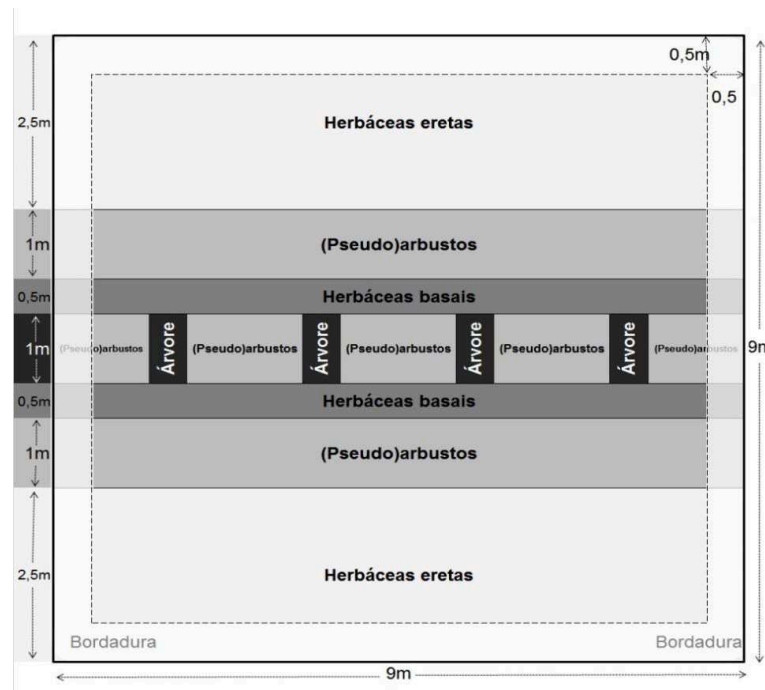 0,5m
0,5
2,5m
Herbáceas eretas
1m
(Pseudo)arbustos
0,5m
Herbáceas basais
1m
(Pseudo)arbustos
Árvore
(Pseudo)arbustos
Árvore
(Pseudo)arbustos
Árvore
(Pseudo)arbustos
Árvore
(Pseudo)arbustos
9m
0,5m
Herbáceas basais
1m
(Pseudo)arbustos
2,5m
Herbáceas eretas
Bordadura
Bordadura
9m